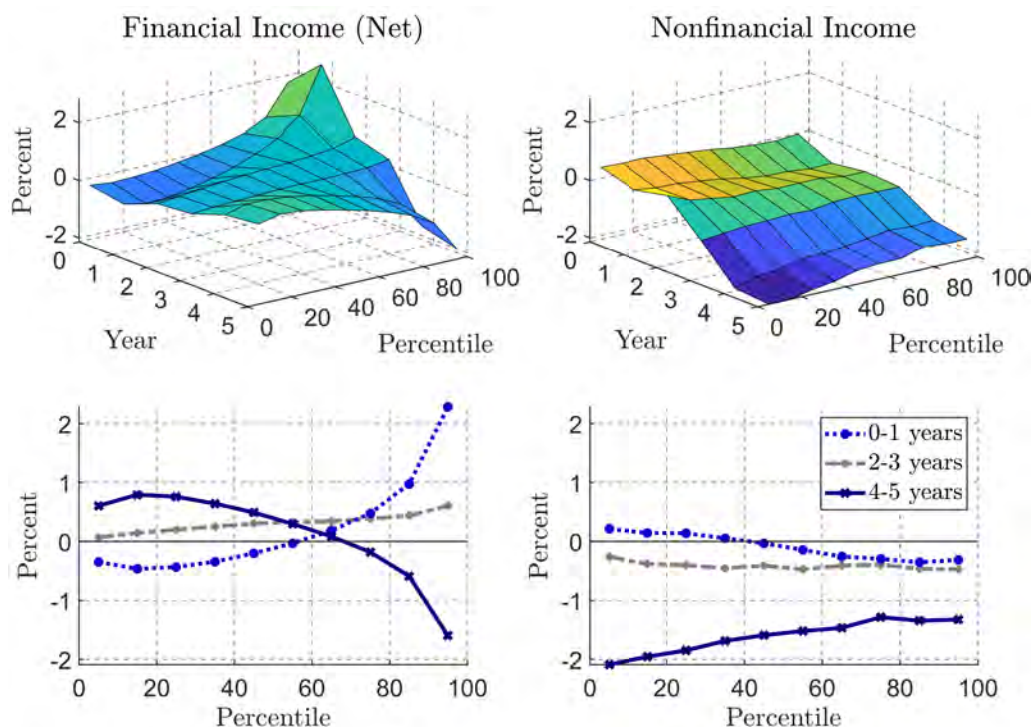 Financial Income (Net)
Percent
2
0
-2
0
1
2
3
4
5
Year
0
20
40
60
80
100
Percentile
Nonfinancial Income
Percent
2
0
-2
0
1
2
3
4
5
Year
0
20
40
60
80
100
Percentile
Percent
2
1
0
-1
-2
0 20 40 60 80 100
Percentile
Percent
2
1
0
-1
-2
0 20 40 60 80 100
Percentile
0-1 years
2-3 years
4-5 years